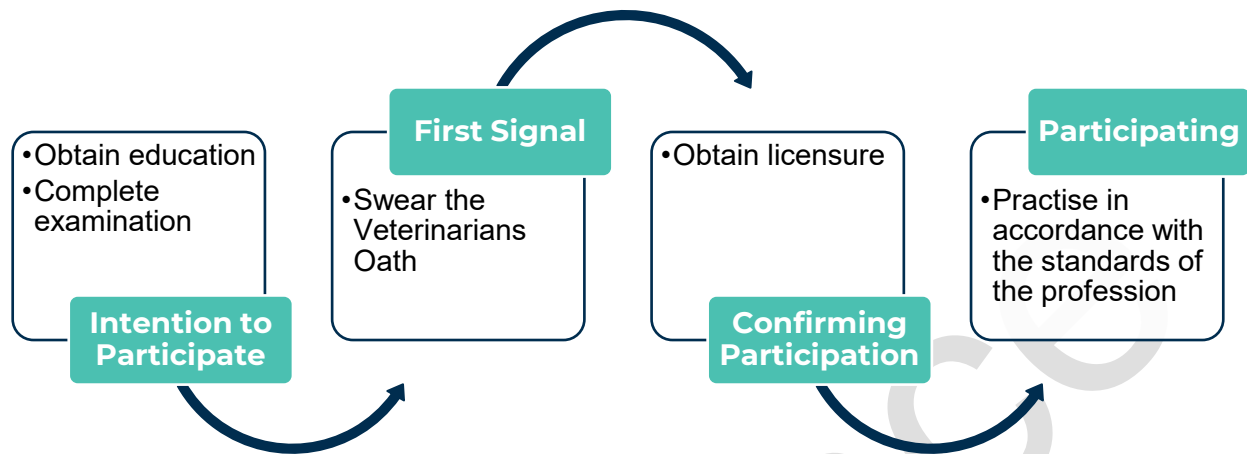 •Obtain education
•Complete
examination
Intention to
Participate
First Signal
•Swear the
Veterinarians
Oath
•Obtain licensure
Confirming
Participation
Participating
•Practise in
accordance with
the standards of
the profession